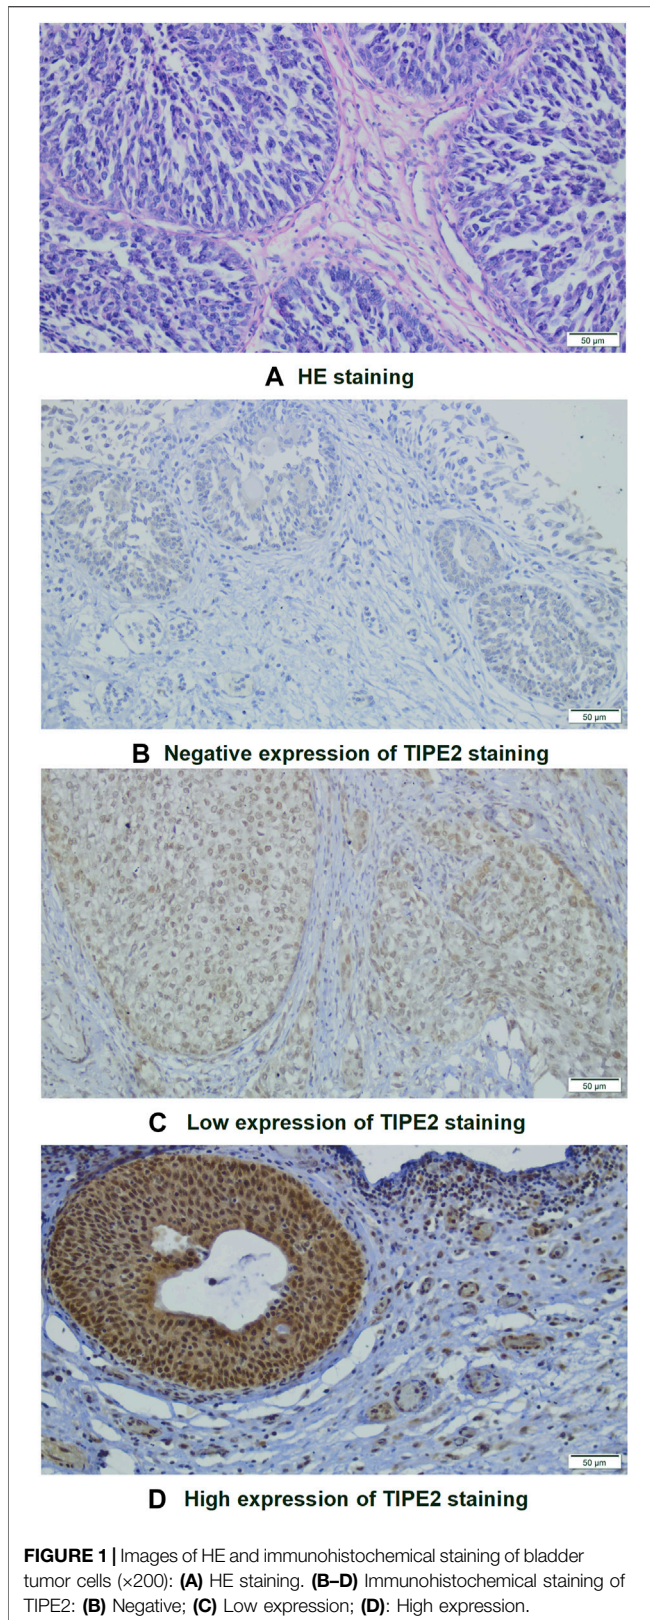 50 µm
A HE staining
50 µm
B Negative expression of TIPE2 staining
50 µm
C Low expression of TIPE2 staining
50 µm
D High expression of TIPE2 staining
FIGURE 1 | Images of HE and immunohistochemical staining of bladder
tumor cells (×200): (A) HE staining. (B–D) Immunohistochemical staining of
TIPE2: (B) Negative; (C) Low expression; (D): High expression.